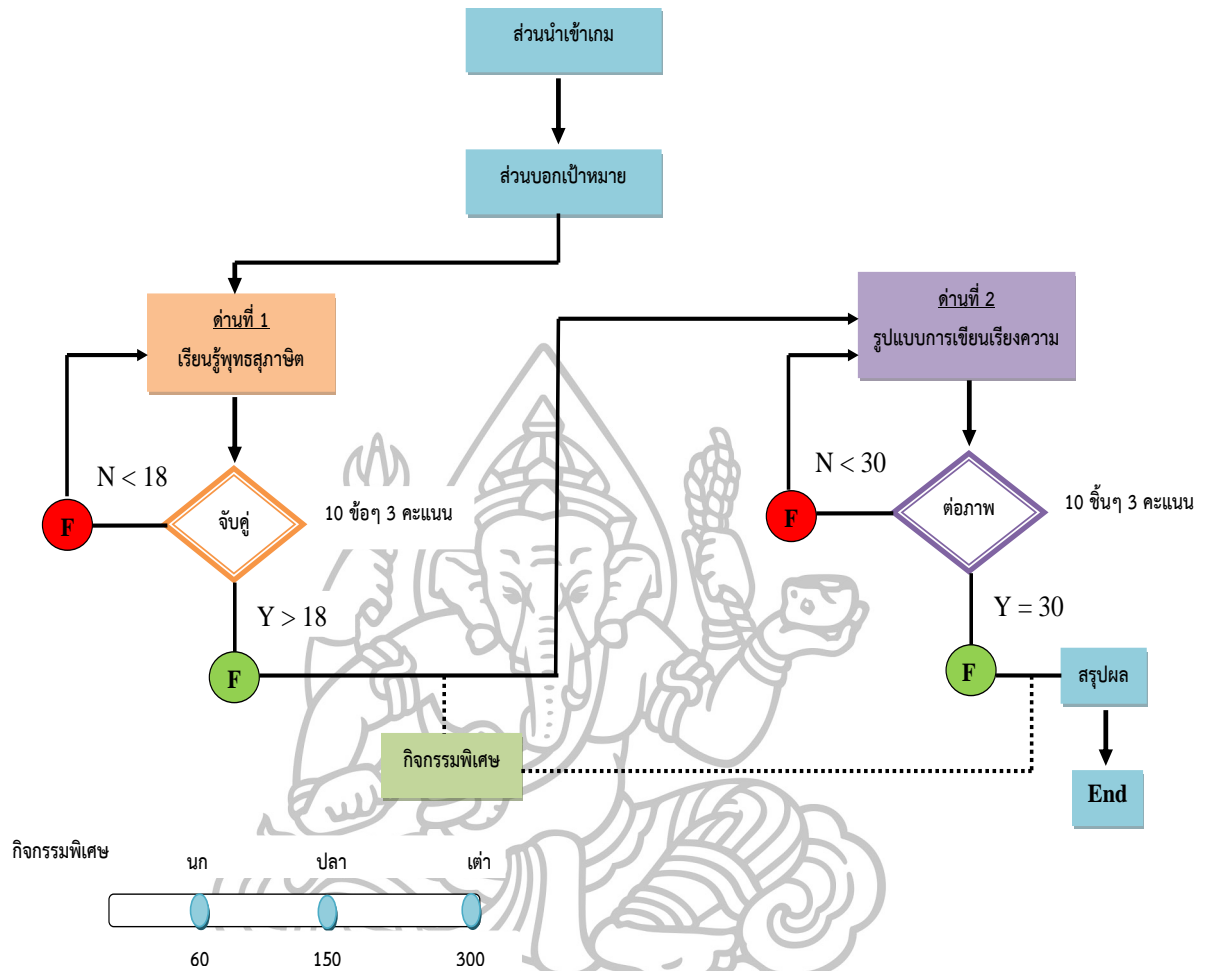 ส่วนนำเข้าเกม
ส่วนบอกเป้าหมาย
ด่านที่ 1
เรียนรู้พุทธสุภาษิต
N < 18
F
จับคู่
10 ข้อๆ 3 คะแนน
Y > 18
F
ด่านที่ 2
รูปแบบการเขียนเรียงความ
N < 30
F
ต่อภาพ
10 ชิ้นๆ 3 คะแนน
Y = 30
F
สรุปผล
กิจกรรมพิเศษ
End
กิจกรรมพิเศษ
นก ปลา เต่า
60 150 300